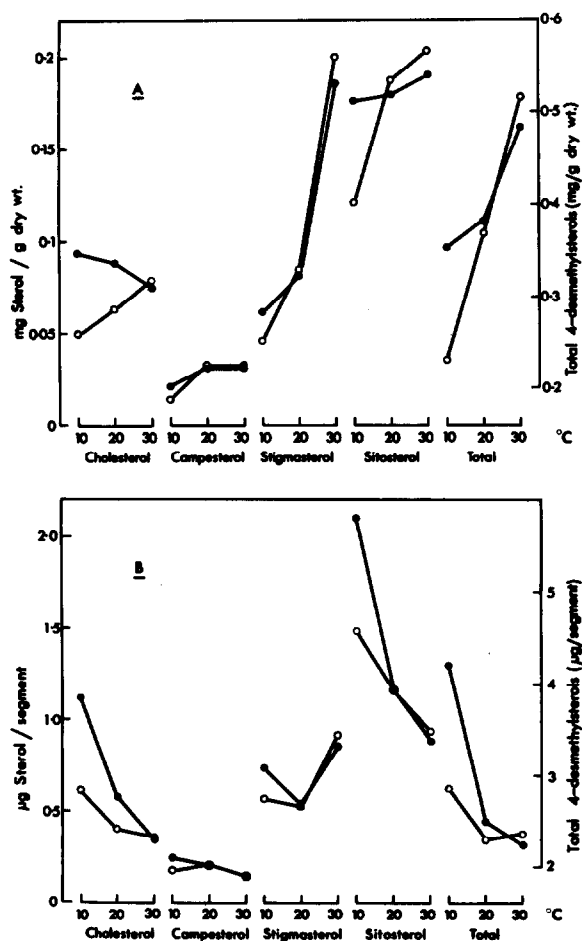 A
mg Sterol / g dry wt.
0·2
0·15
0·1
0·05
0
Total 4-desmethylsterols (mg/g dry wt.)
0·6
0·5
0·4
0·3
0·2
10 20 30 10 20 30 10 20 30 10 20 30 10 20 30 °C
Cholesterol Campesterol Stigmasterol Sitosterol Total
B
µg Sterol / segment
2·0
1·5
1·0
0·5
0
Total 4-desmethylsterols (µg/segment)
5
4
3
2
10 20 30 10 20 30 10 20 30 10 20 30 10 20 30 °C
Cholesterol Campesterol Stigmasterol Sitosterol Total